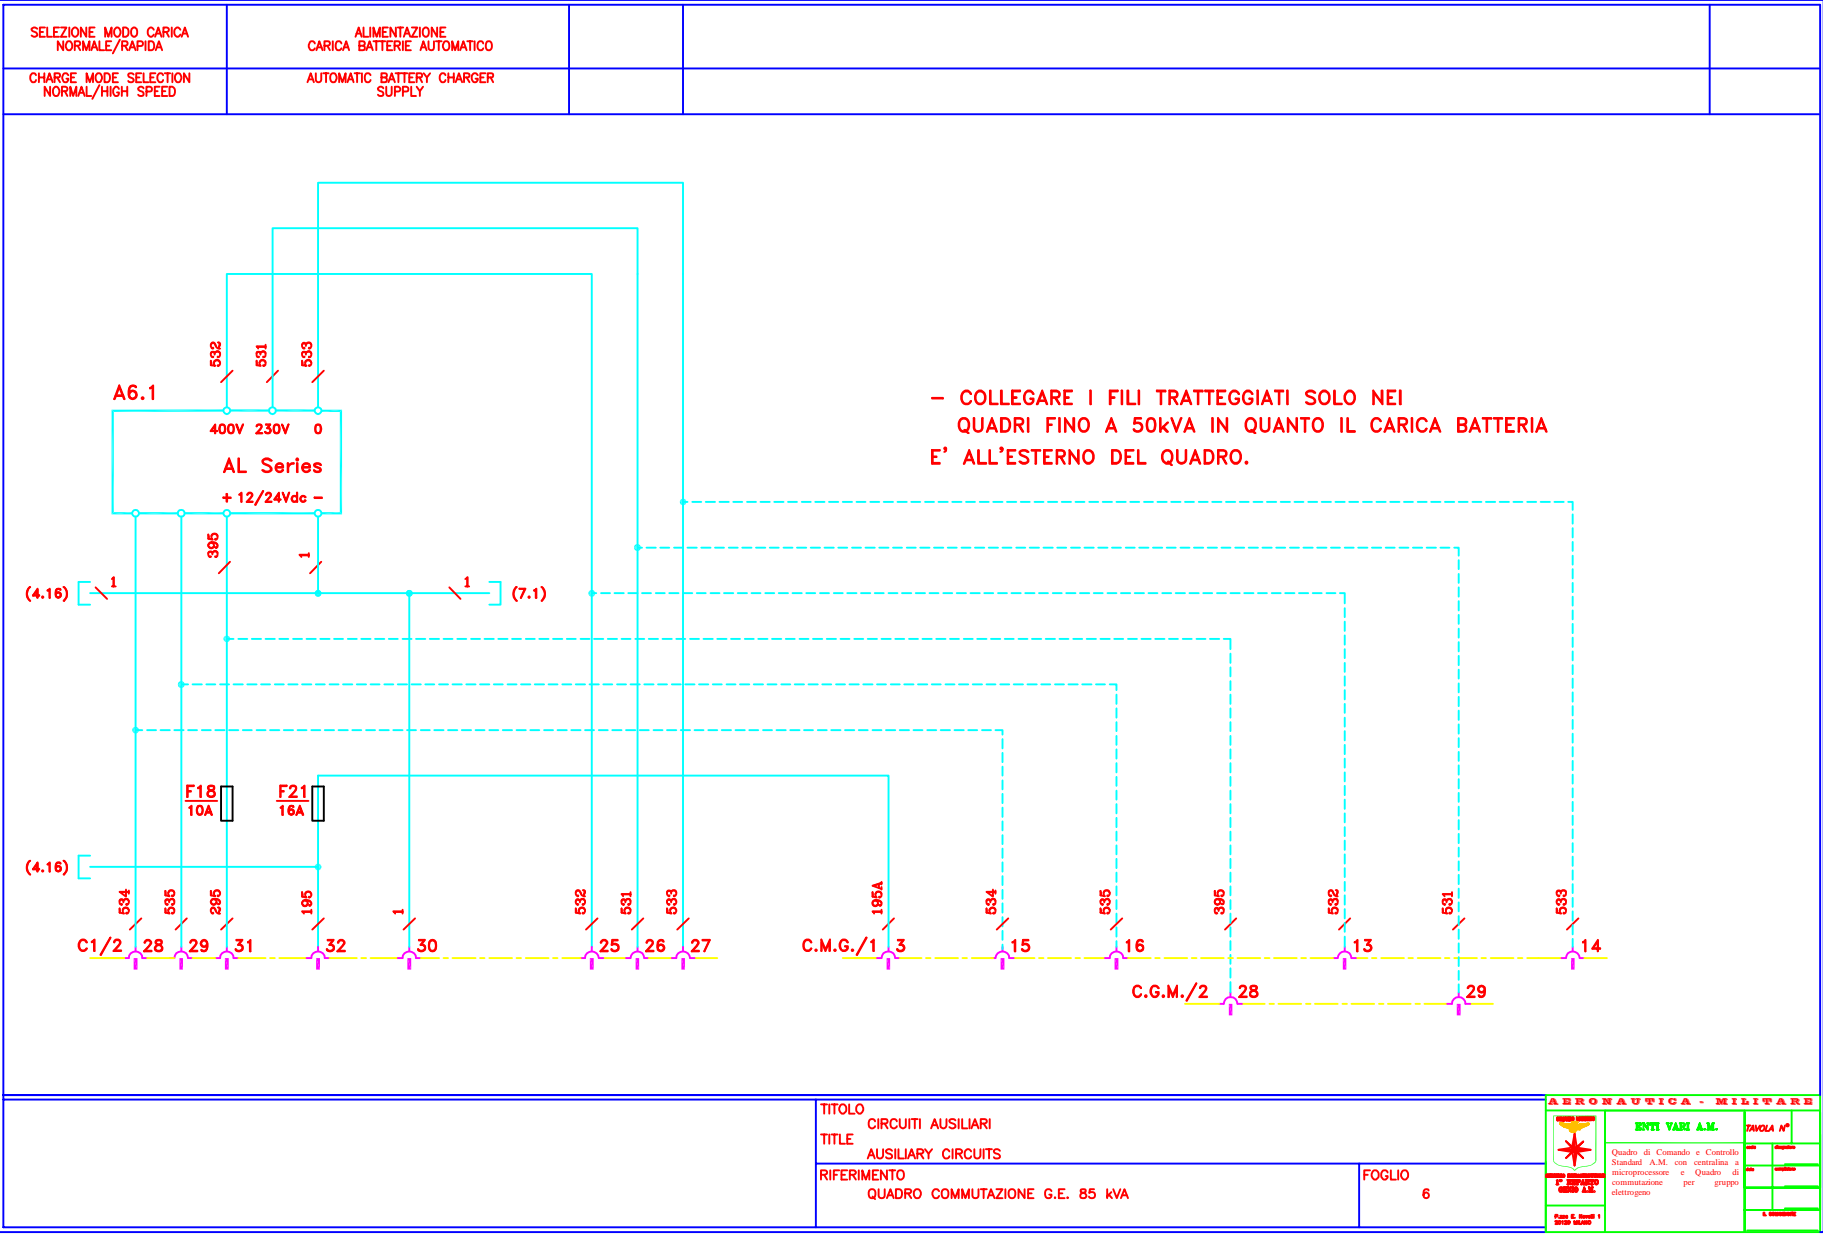 SELEZIONE MODO CARICA
NORMALE/RAPIDA
ALIMENTAZIONE
CARICA BATTERIE AUTOMATICO
CHARGE MODE SELECTION
NORMAL/HIGH SPEED
AUTOMATIC BATTERY CHARGER
SUPPLY
532
531
533
A6.1
400V 230V 0
AL Series
+ 12/24Vdc -
- COLLEGARE I FILI TRATTEGGIATI SOLO NEI
QUADRI FINO A 50kVA IN QUANTO IL CARICA BATTERIA
E' ALL'ESTERNO DEL QUADRO.
395
1
(4.16)
1
1
(7.1)
F18
10A
F21
16A
(4.16)
534
535
295
195
1
532
531
533
195A
534
535
395
532
531
533
C1/2 28 29 31 32 30 25 26 27
C.M.G./1 3 15 16 13 14
C.G.M./2 28 29
TITOLO
CIRCUITI AUSILIARI
TITLE
AUSILIARY CIRCUITS
RIFERIMENTO
QUADRO COMMUTAZIONE G.E. 85 kVA
FOGLIO
6
AERONAUTICA - MILITARE
ENTI VARI A.M.
TAVOLA N°
Quadro di Comando e Controllo
Standard A.M. con centralina a
microprocessore e Quadro di
commutazione per gruppo
elettrogeno
1° REPARTO
GENIO A.M.
20129 MILANO